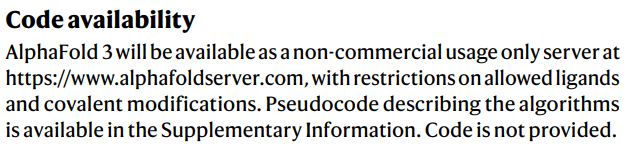 Code availability
AlphaFold 3 will be available as a non-commercial usage only server at
https://www.alphafoldserver.com, with restrictions on allowed ligands
and covalent modifications. Pseudocode describing the algorithms
is available in the Supplementary Information. Code is not provided.